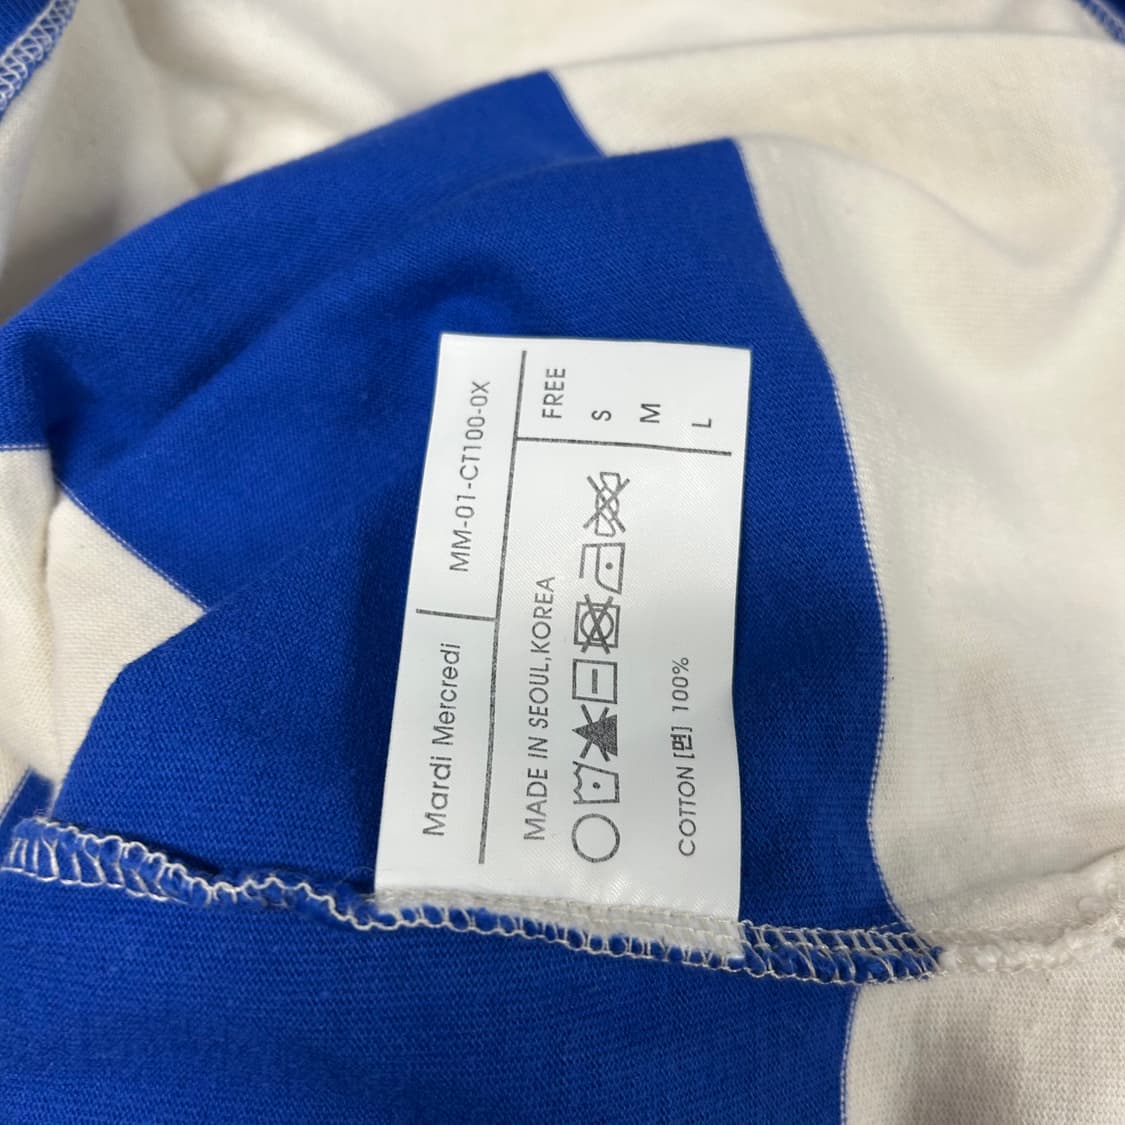 Mardi Mercredi
MM-01-CT100-0X
MADE IN SEOUL,KOREA
COTTON [면] 100%
FREE
S
M
L